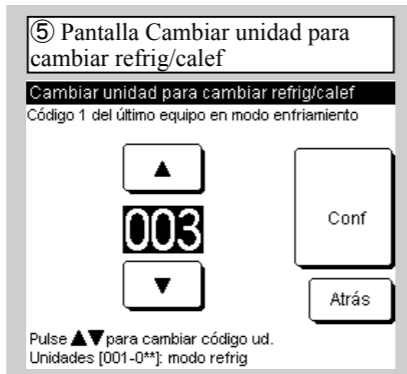 ⑤ Pantalla Cambiar unidad para
cambiar refrig/calef
Cambiar unidad para cambiar refrig/calef
Código 1 del último equipo en modo enfriamiento
▲
003
▼
Conf
Atrás
Pulse ▲▼para cambiar código ud.
Unidades [001-0**]: modo refrig